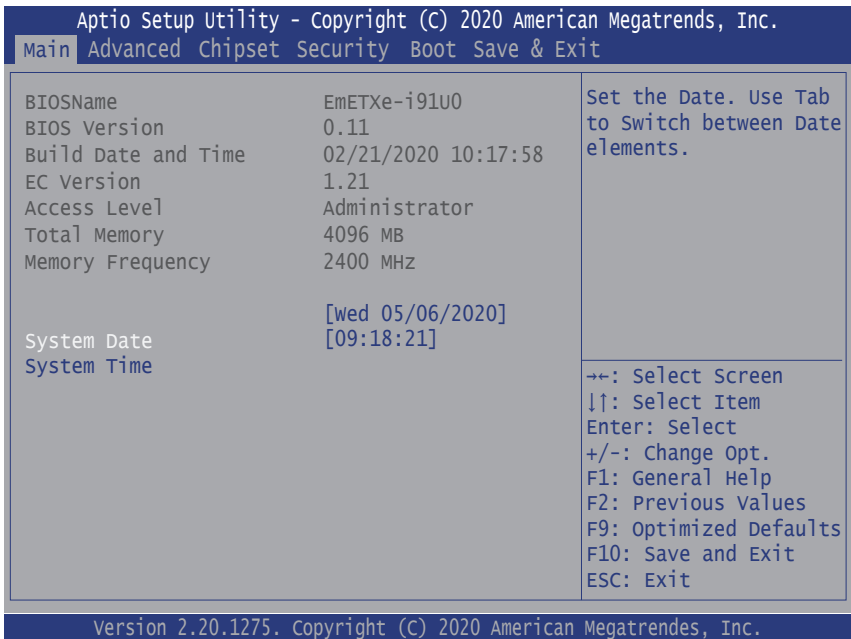 Aptio Setup Utility - Copyright (C) 2020 American Megatrends, Inc.
Main Advanced Chipset Security Boot Save & Exit
BIOSName EmETXe-i91U0
BIOS Version 0.11
Build Date and Time 02/21/2020 10:17:58
EC Version 1.21
Access Level Administrator
Total Memory 4096 MB
Memory Frequency 2400 MHz
[Wed 05/06/2020]
System Date [09:18:21]
System Time
Set the Date. Use Tab
to Switch between Date
elements.
→←: Select Screen
↓↑: Select Item
Enter: Select
+/-: Change Opt.
F1: General Help
F2: Previous Values
F9: Optimized Defaults
F10: Save and Exit
ESC: Exit
Version 2.20.1275. Copyright (C) 2020 American Megatrendes, Inc.